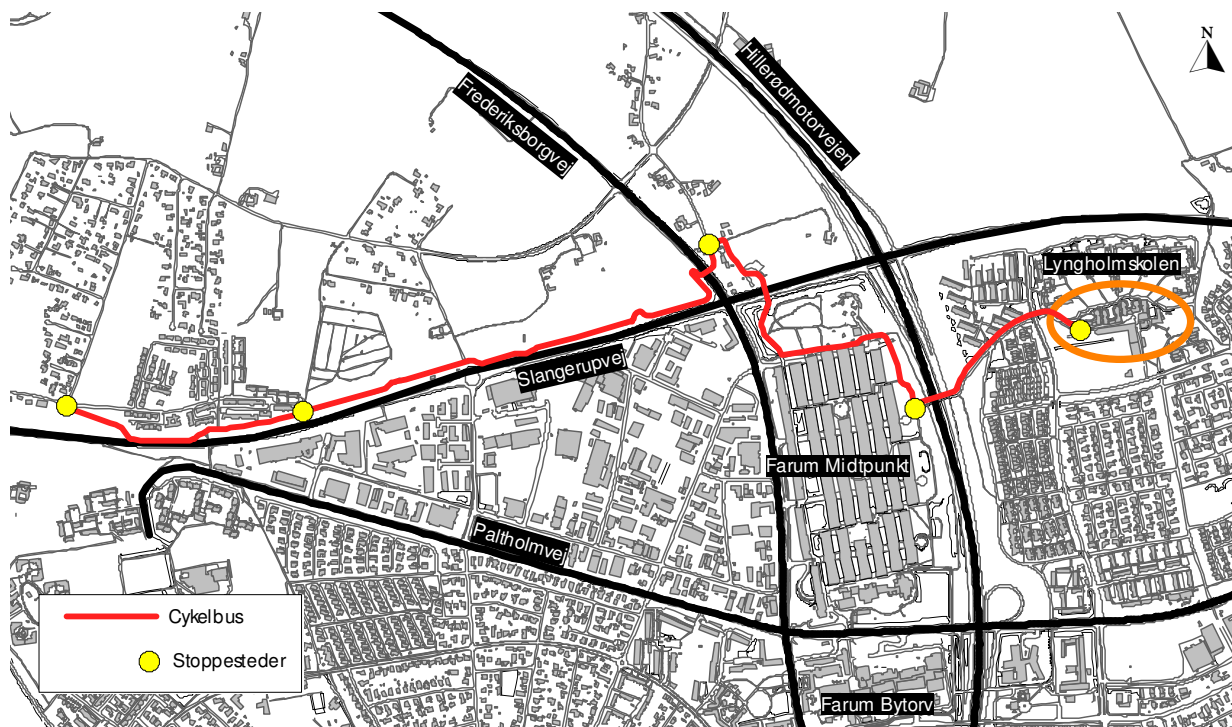 N
Frederiksborgvej
Hillerødmotorvejen
Lyngholmskolen
Slangerupvej
Farum Midtpunkt
Paltholmvej
Cykelbus
Stoppesteder
Farum Bytorv